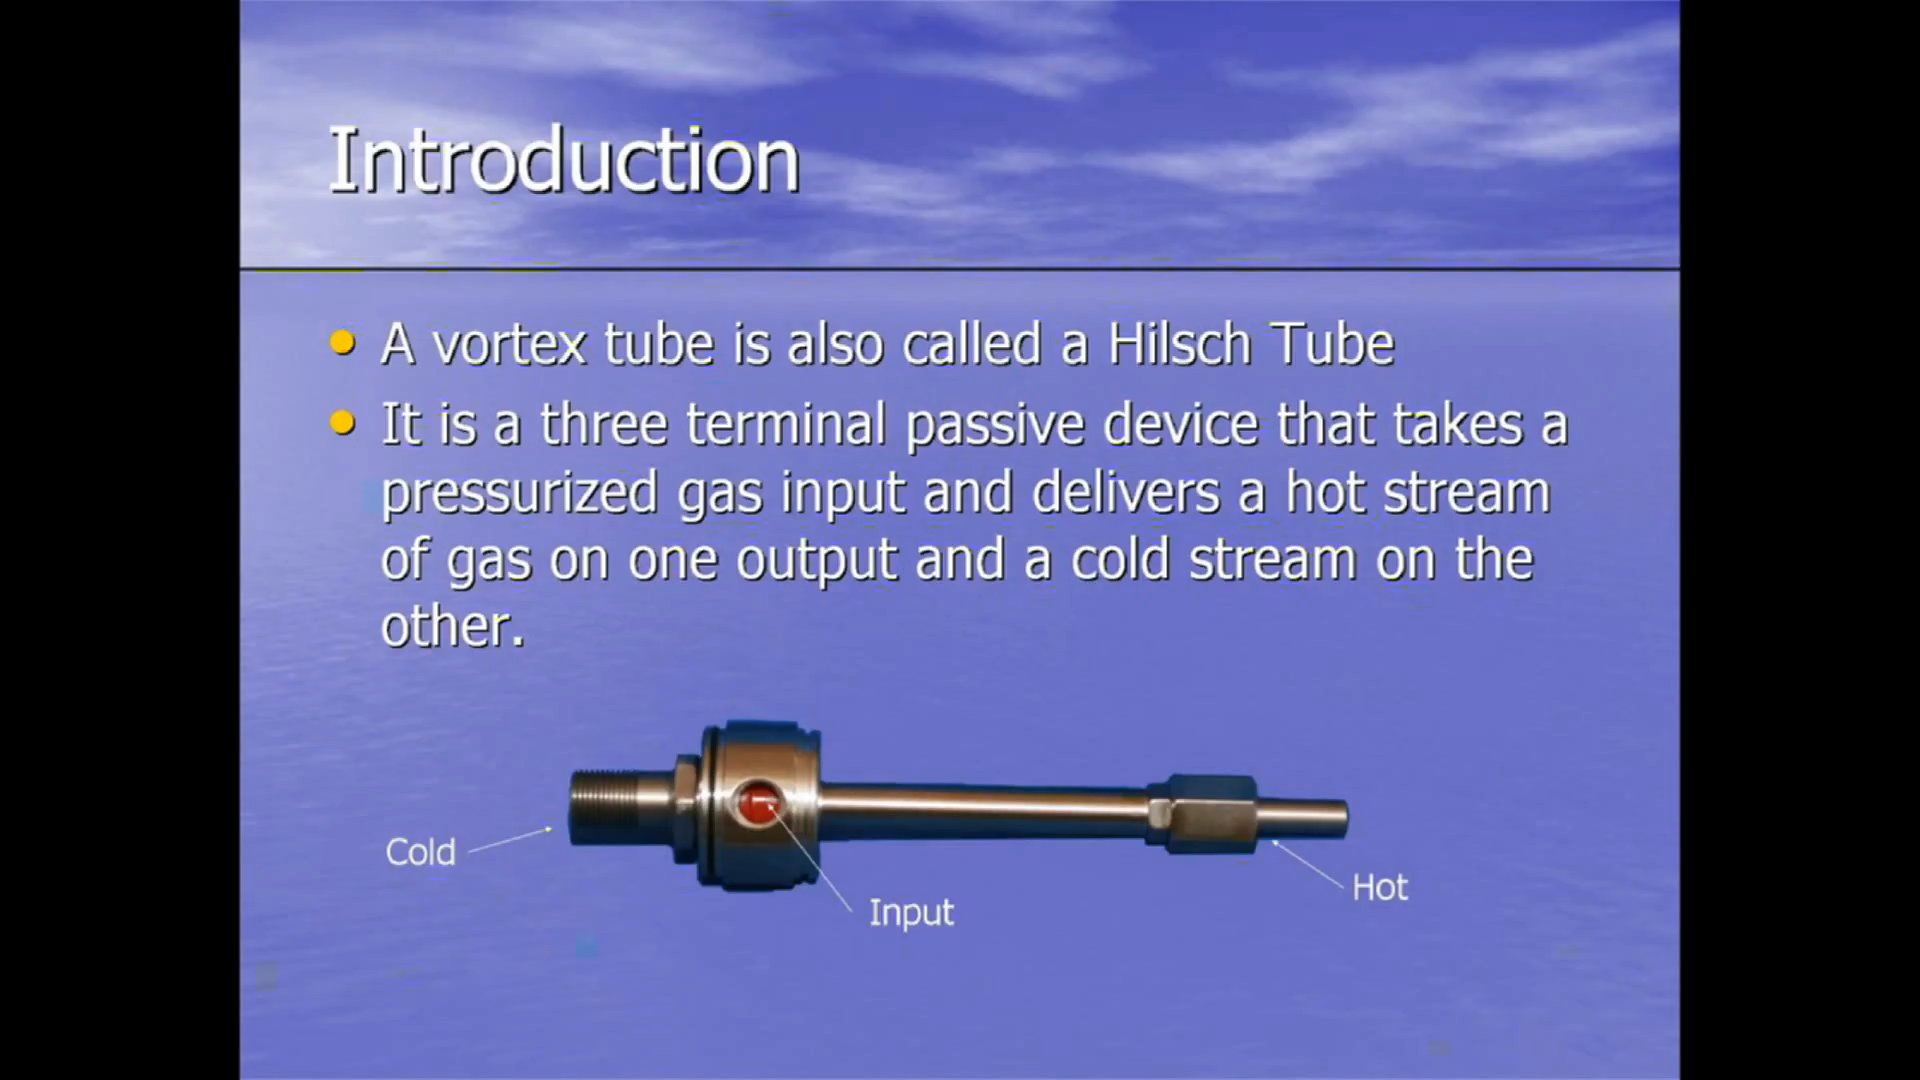 Introduction
A vortex tube is also called a Hilsch Tube
It is a three terminal passive device that takes a
pressurized gas input and delivers a hot stream
of gas on one output and a cold stream on the
other.
Cold
Input
Hot